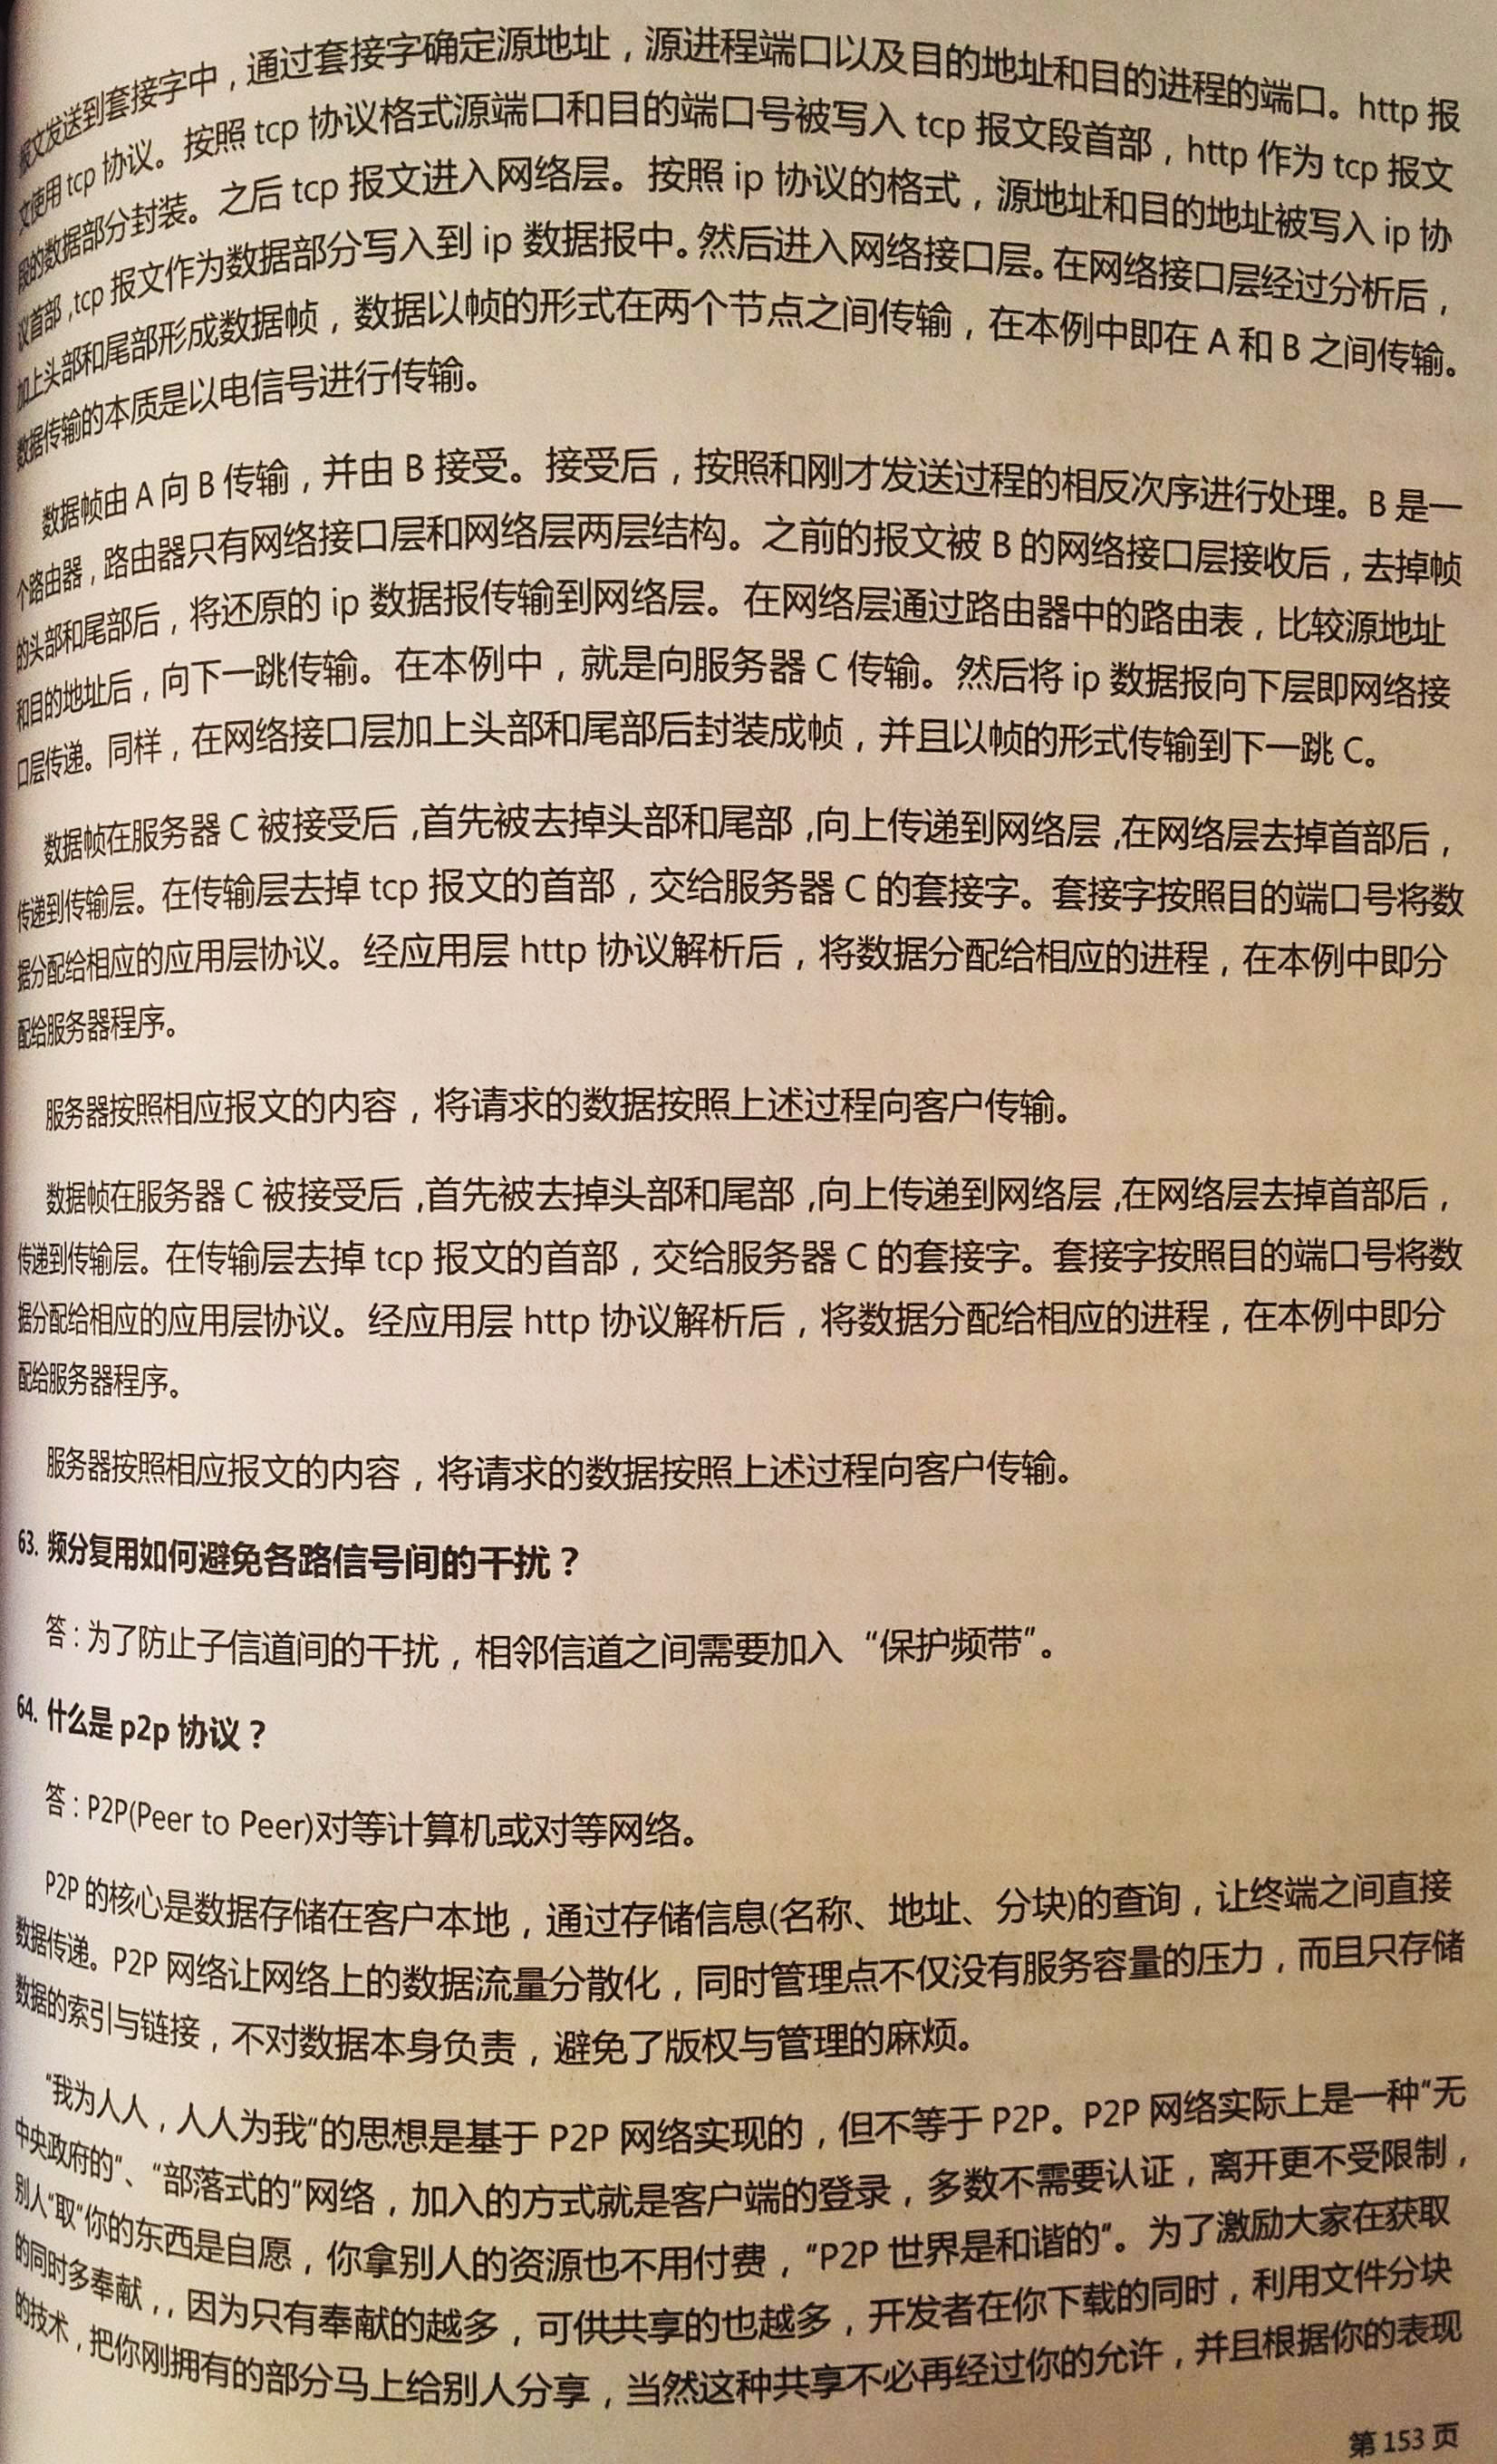 报文发送到套接字中，通过套接字确定源地址，源进程端口以及目的地址和目的进程的端口。http 报
文使用 tcp 协议。按照 tcp 协议格式源端口和目的端口号被写入 tcp 报文段首部，http 作为 tcp 报文
段的数据部分封装。之后 tcp 报文进入网络层。按照 ip 协议的格式，源地址和目的地址被写入 ip 协
议首部，tcp 报文作为数据部分写入到 ip 数据报中。然后进入网络接口层。在网络接口层经过分析后，
加上头部和尾部形成数据帧，数据以帧的形式在两个节点之间传输，在本例中即在 A 和 B 之间传输。
数据传输的本质是以电信号进行传输。
数据帧由 A 向 B 传输，并由 B 接受。接受后，按照和刚才发送过程的相反次序进行处理。B 是一
个路由器，路由器只有网络接口层和网络层两层结构。之前的报文被 B 的网络接口层接收后，去掉帧
的头部和尾部后，将还原的 ip 数据报传输到网络层。在网络层通过路由器中的路由表，比较源地址
和目的地址后，向下一跳传输。在本例中，就是向服务器 C 传输。然后将 ip 数据报向下层即网络接
口层传递。同样，在网络接口层加上头部和尾部后封装成帧，并且以帧的形式传输到下一跳 C。
数据帧在服务器 C 被接受后，首先被去掉头部和尾部，向上传递到网络层，在网络层去掉首部后，
传递到传输层。在传输层去掉 tcp 报文的首部，交给服务器 C 的套接字。套接字按照目的端口号将数
据分配给相应的应用层协议。经应用层 http 协议解析后，将数据分配给相应的进程，在本例中即分
配给服务器程序。
服务器按照相应报文的内容，将请求的数据按照上述过程向客户传输。
数据帧在服务器 C 被接受后，首先被去掉头部和尾部，向上传递到网络层，在网络层去掉首部后，
传递到传输层。在传输层去掉 tcp 报文的首部，交给服务器 C 的套接字。套接字按照目的端口号将数
据分配给相应的应用层协议。经应用层 http 协议解析后，将数据分配给相应的进程，在本例中即分
配给服务器程序。
服务器按照相应报文的内容，将请求的数据按照上述过程向客户传输。
63. 频分复用如何避免各路信号间的干扰？
答：为了防止子信道间的干扰，相邻信道之间需要加入“保护频带”。
64. 什么是 p2p 协议？
答：P2P(Peer to Peer)对等计算机或对等网络。
P2P 的核心是数据存储在客户本地，通过存储信息(名称、地址、分块)的查询，让终端之间直接
数据传递。P2P 网络让网络上的数据流量分散化，同时管理点不仅没有服务容量的压力，而且只存储
数据的索引与链接，不对数据本身负责，避免了版权与管理的麻烦。
“我为人人，人人为我“的思想是基于 P2P 网络实现的，但不等于 P2P。P2P 网络实际上是一种“无
中央政府的”、“部落式的”网络，加入的方式就是客户端的登录，多数不需要认证，离开更不受限制，
别人“取”你的东西是自愿，你拿别人的资源也不用付费，“P2P 世界是和谐的”。为了激励大家在获取
的同时多奉献，，因为只有奉献的越多，可供共享的也越多，开发者在你下载的同时，利用文件分块
的技术，把你刚拥有的部分马上给别人分享，当然这种共享不必再经过你的允许，并且根据你的表现
第 153 页